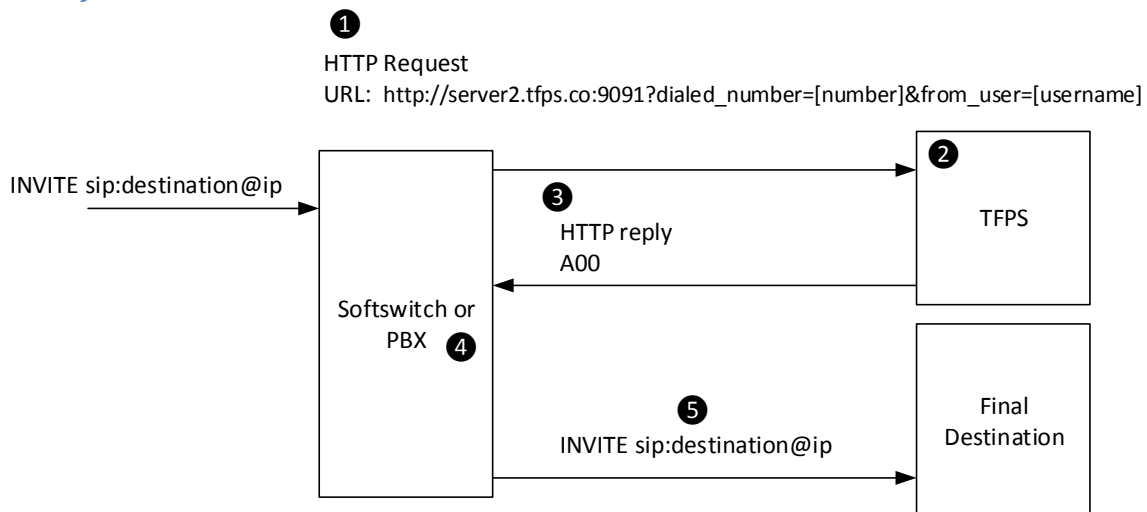 ❶
HTTP Request
URL: http://server2.tfps.co:9091?dialed_number=[number]&from_user=[username]
INVITE sip:destination@ip
❷
TFPS
❸
HTTP reply
A00
Softswitch or
PBX ❹
❺
INVITE sip:destination@ip
Final
Destination